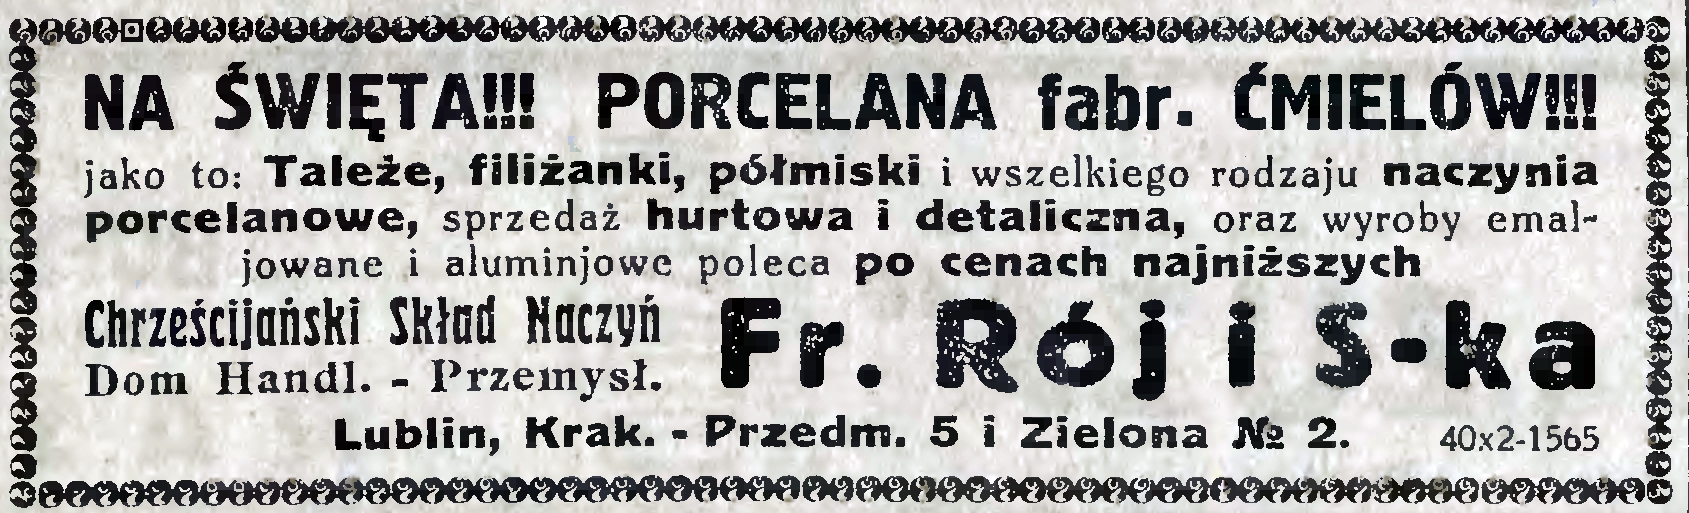 NA ŚWIĘTA!!! PORCELANA fabr. ĆMIELÓW!!!
jako to: Tależe, filiżanki, półmiski i wszelkiego rodzaju naczynia
porcelanowe, sprzedaż hurtowa i detaliczna, oraz wyroby emal-
jowane i aluminjowe poleca po cenach najniższych
Chrześcijański Skład Naczyń
Dom Handl. - Przemysł.
Fr. Rój i S-ka
Lublin, Krak. - Przedm. 5 i Zielona № 2.
40x2-1565